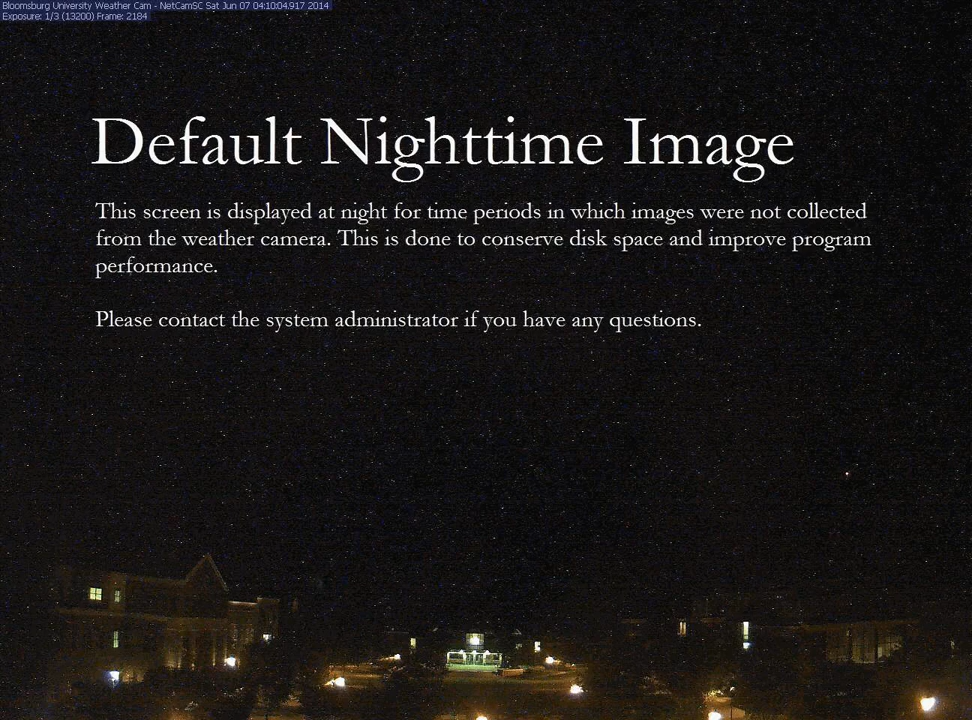 Bloomsburg University Weather Cam - NetCamSC Sat Jun 07 04:10:04.917 2014
Exposure: 1/3 (13200) Frame: 2184
Default Nighttime Image
This screen is displayed at night for time periods in which images were not collected
from the weather camera. This is done to conserve disk space and improve program
performance.
Please contact the system administrator if you have any questions.